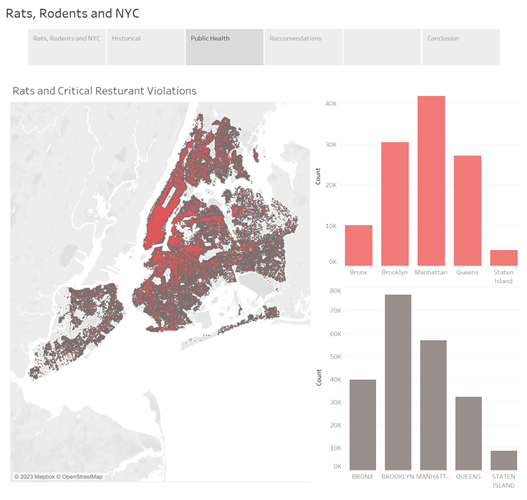 Rats, Rodents and NYC
Rats, Rodents and NYC
Historical
Public Health
Reccomendations
Conclusion
Rats and Critical Resturant Violations
© 2023 Mapbox © OpenStreetMap
Count
40K
30K
20K
10K
0K
Bronx
Brooklyn
Manhattan
Queens
Staten
Island
Count
80K
70K
60K
50K
40K
30K
20K
10K
0K
BRONX
BROOKLYN
MANHATT...
QUEENS
STATEN
ISLAND